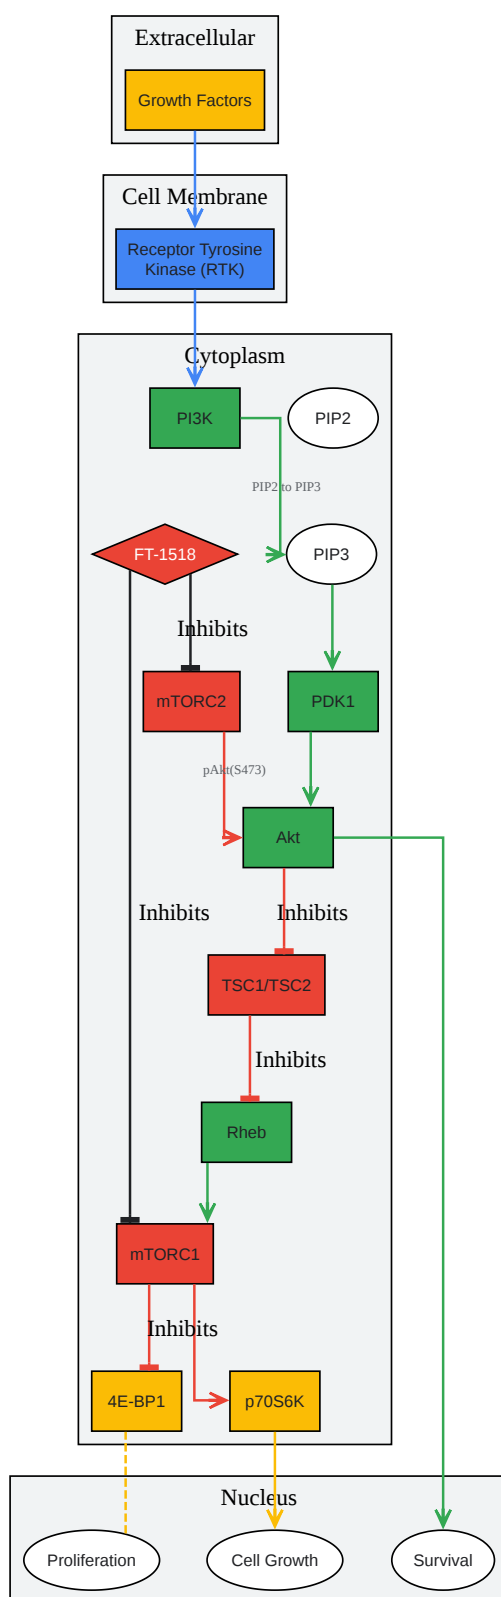 Extracellular
Growth Factors
Cell Membrane
Receptor Tyrosine
Kinase (RTK)
Cytoplasm
PI3K
PIP2
PIP2 to PIP3
FT-1518
PIP3
Inhibits
mTORC2
PDK1
pAkt(S473)
Akt
Inhibits
Inhibits
TSC1/TSC2
Inhibits
Rheb
mTORC1
Inhibits
4E-BP1
p70S6K
Nucleus
Proliferation
Cell Growth
Survival